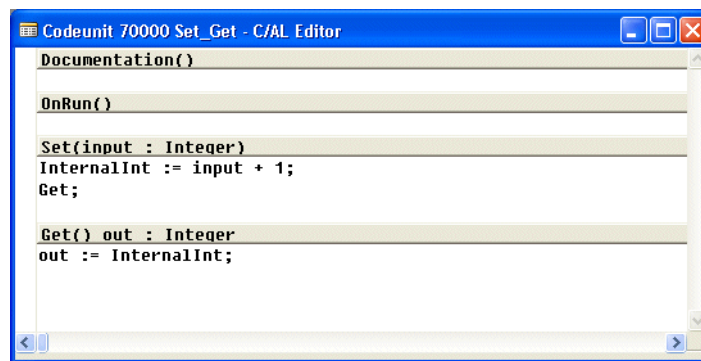 Codeunit 70000 Set_Get - C/AL Editor
Documentation()
OnRun()
Set(input : Integer)
InternalInt := input + 1;
Get;
Get() out : Integer
out := InternalInt;